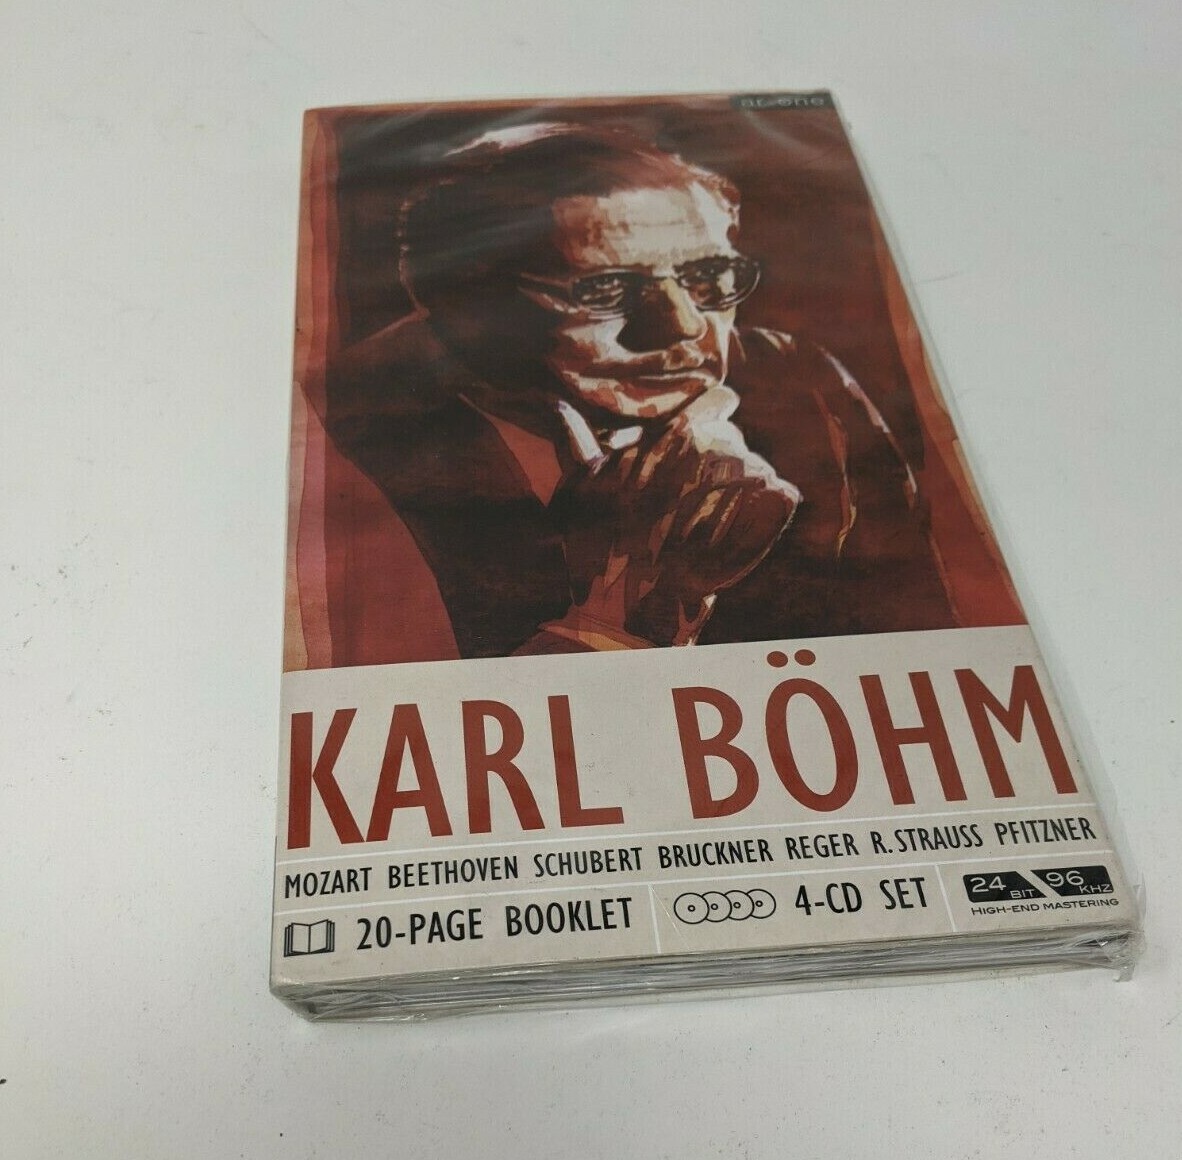 KARL BÖHM
MOZART BEETHOVEN SCHUBERT BRUCKNER REGER R. STRAUSS PFITZNER
20-PAGE BOOKLET
4-CD SET
24 BIT 96 KHZ
HIGH-END MASTERING